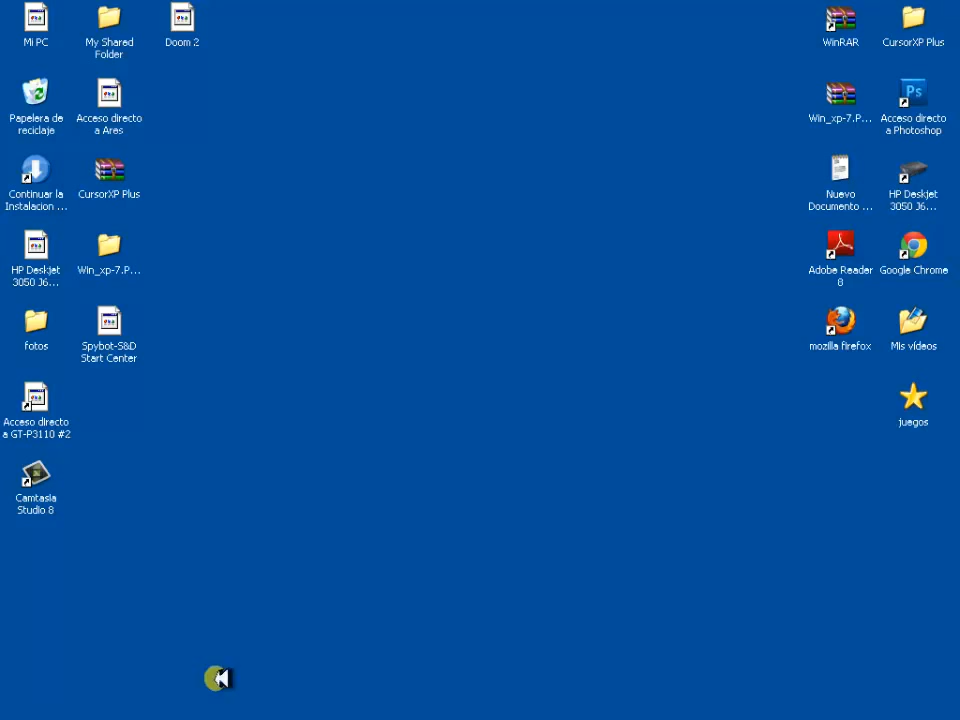 Mi PC
My Shared
Folder
Doom 2
WinRAR
CursorXP Plus
Papelera de
reciclaje
Acceso directo
a Ares
Win_xp-7.P...
Ps
Acceso directo
a Photoshop
Continuar la
Instalacion ...
CursorXP Plus
Nuevo
Documento ...
HP Deskjet
3050 J6...
HP Deskjet
3050 J6...
Win_xp-7.P...
Adobe Reader
8
Google Chrome
fotos
Spybot-S&D
Start Center
mozilla firefox
Mis vídeos
Acceso directo
a GT-P3110 #2
juegos
Camtasia
Studio 8